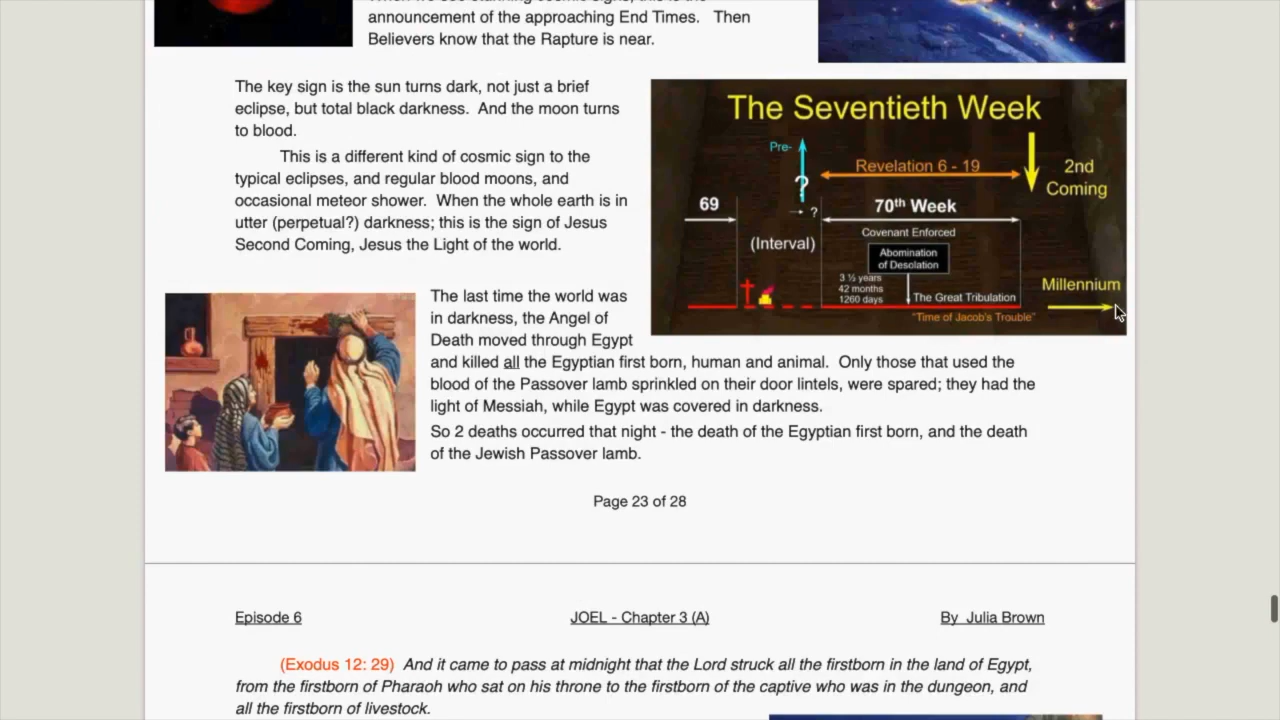 announcement of the approaching End Times. Then
Believers know that the Rapture is near.
The key sign is the sun turns dark, not just a brief
eclipse, but total black darkness. And the moon turns
to blood.
This is a different kind of cosmic sign to the
typical eclipses, and regular blood moons, and
occasional meteor shower. When the whole earth is in
utter (perpetual?) darkness; this is the sign of Jesus
Second Coming, Jesus the Light of the world.
The Seventieth Week
Pre-
?
→ ?
Revelation 6 - 19
2nd
Coming
69
70th Week
(Interval)
Covenant Enforced
Abomination
of Desolation
3 ½ years
42 months
1260 days
The Great Tribulation
"Time of Jacob's Trouble"
Millennium
The last time the world was
in darkness, the Angel of
Death moved through Egypt
and killed all the Egyptian first born, human and animal. Only those that used the
blood of the Passover lamb sprinkled on their door lintels, were spared; they had the
light of Messiah, while Egypt was covered in darkness.
So 2 deaths occurred that night - the death of the Egyptian first born, and the death
of the Jewish Passover lamb.
Page 23 of 28
Episode 6
JOEL - Chapter 3 (A)
By Julia Brown
(Exodus 12: 29) And it came to pass at midnight that the Lord struck all the firstborn in the land of Egypt,
from the firstborn of Pharaoh who sat on his throne to the firstborn of the captive who was in the dungeon, and
all the firstborn of livestock.